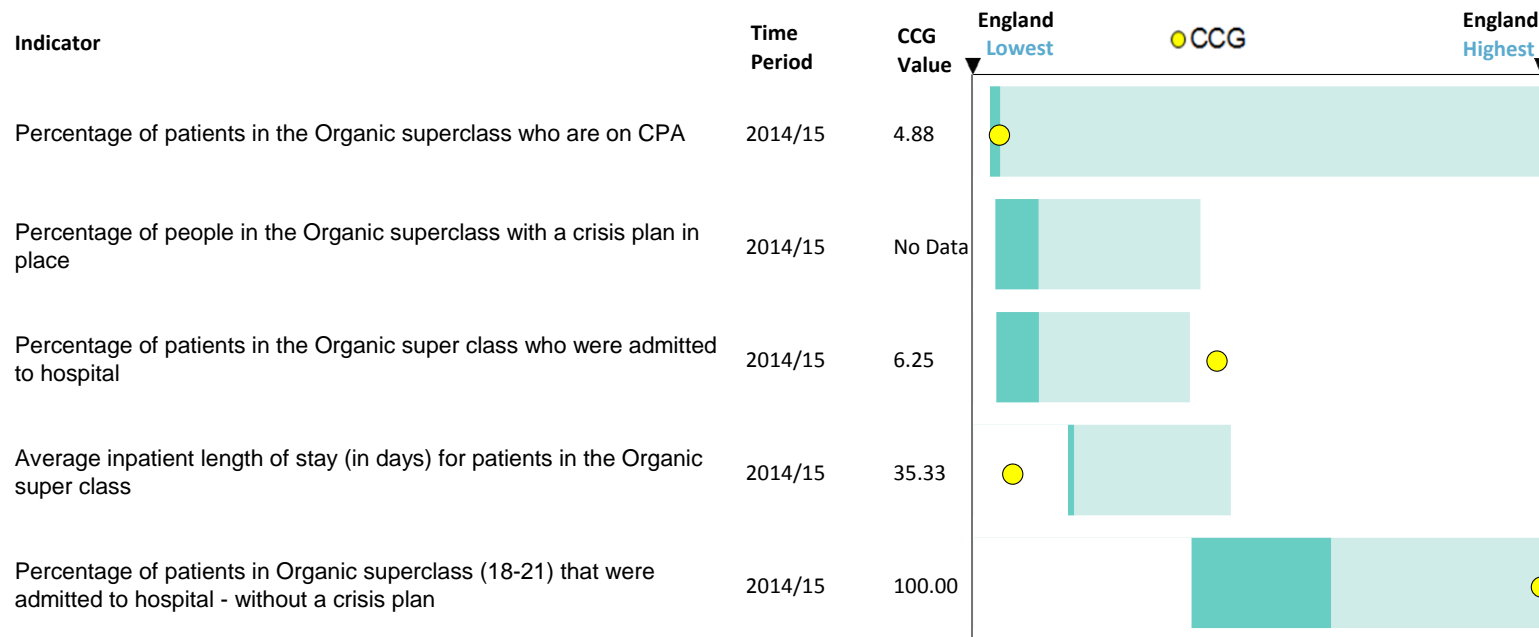 Indicator
Time
Period
CCG
Value
England
Lowest
CCG
England
Highest
Percentage of patients in the Organic superclass who are on CPA 2014/15 4.88
Percentage of people in the Organic superclass with a crisis plan in
place
2014/15 No Data
Percentage of patients in the Organic super class who were admitted
to hospital
2014/15 6.25
Average inpatient length of stay (in days) for patients in the Organic
super class
2014/15 35.33
Percentage of patients in Organic superclass (18-21) that were
admitted to hospital - without a crisis plan
2014/15 100.00